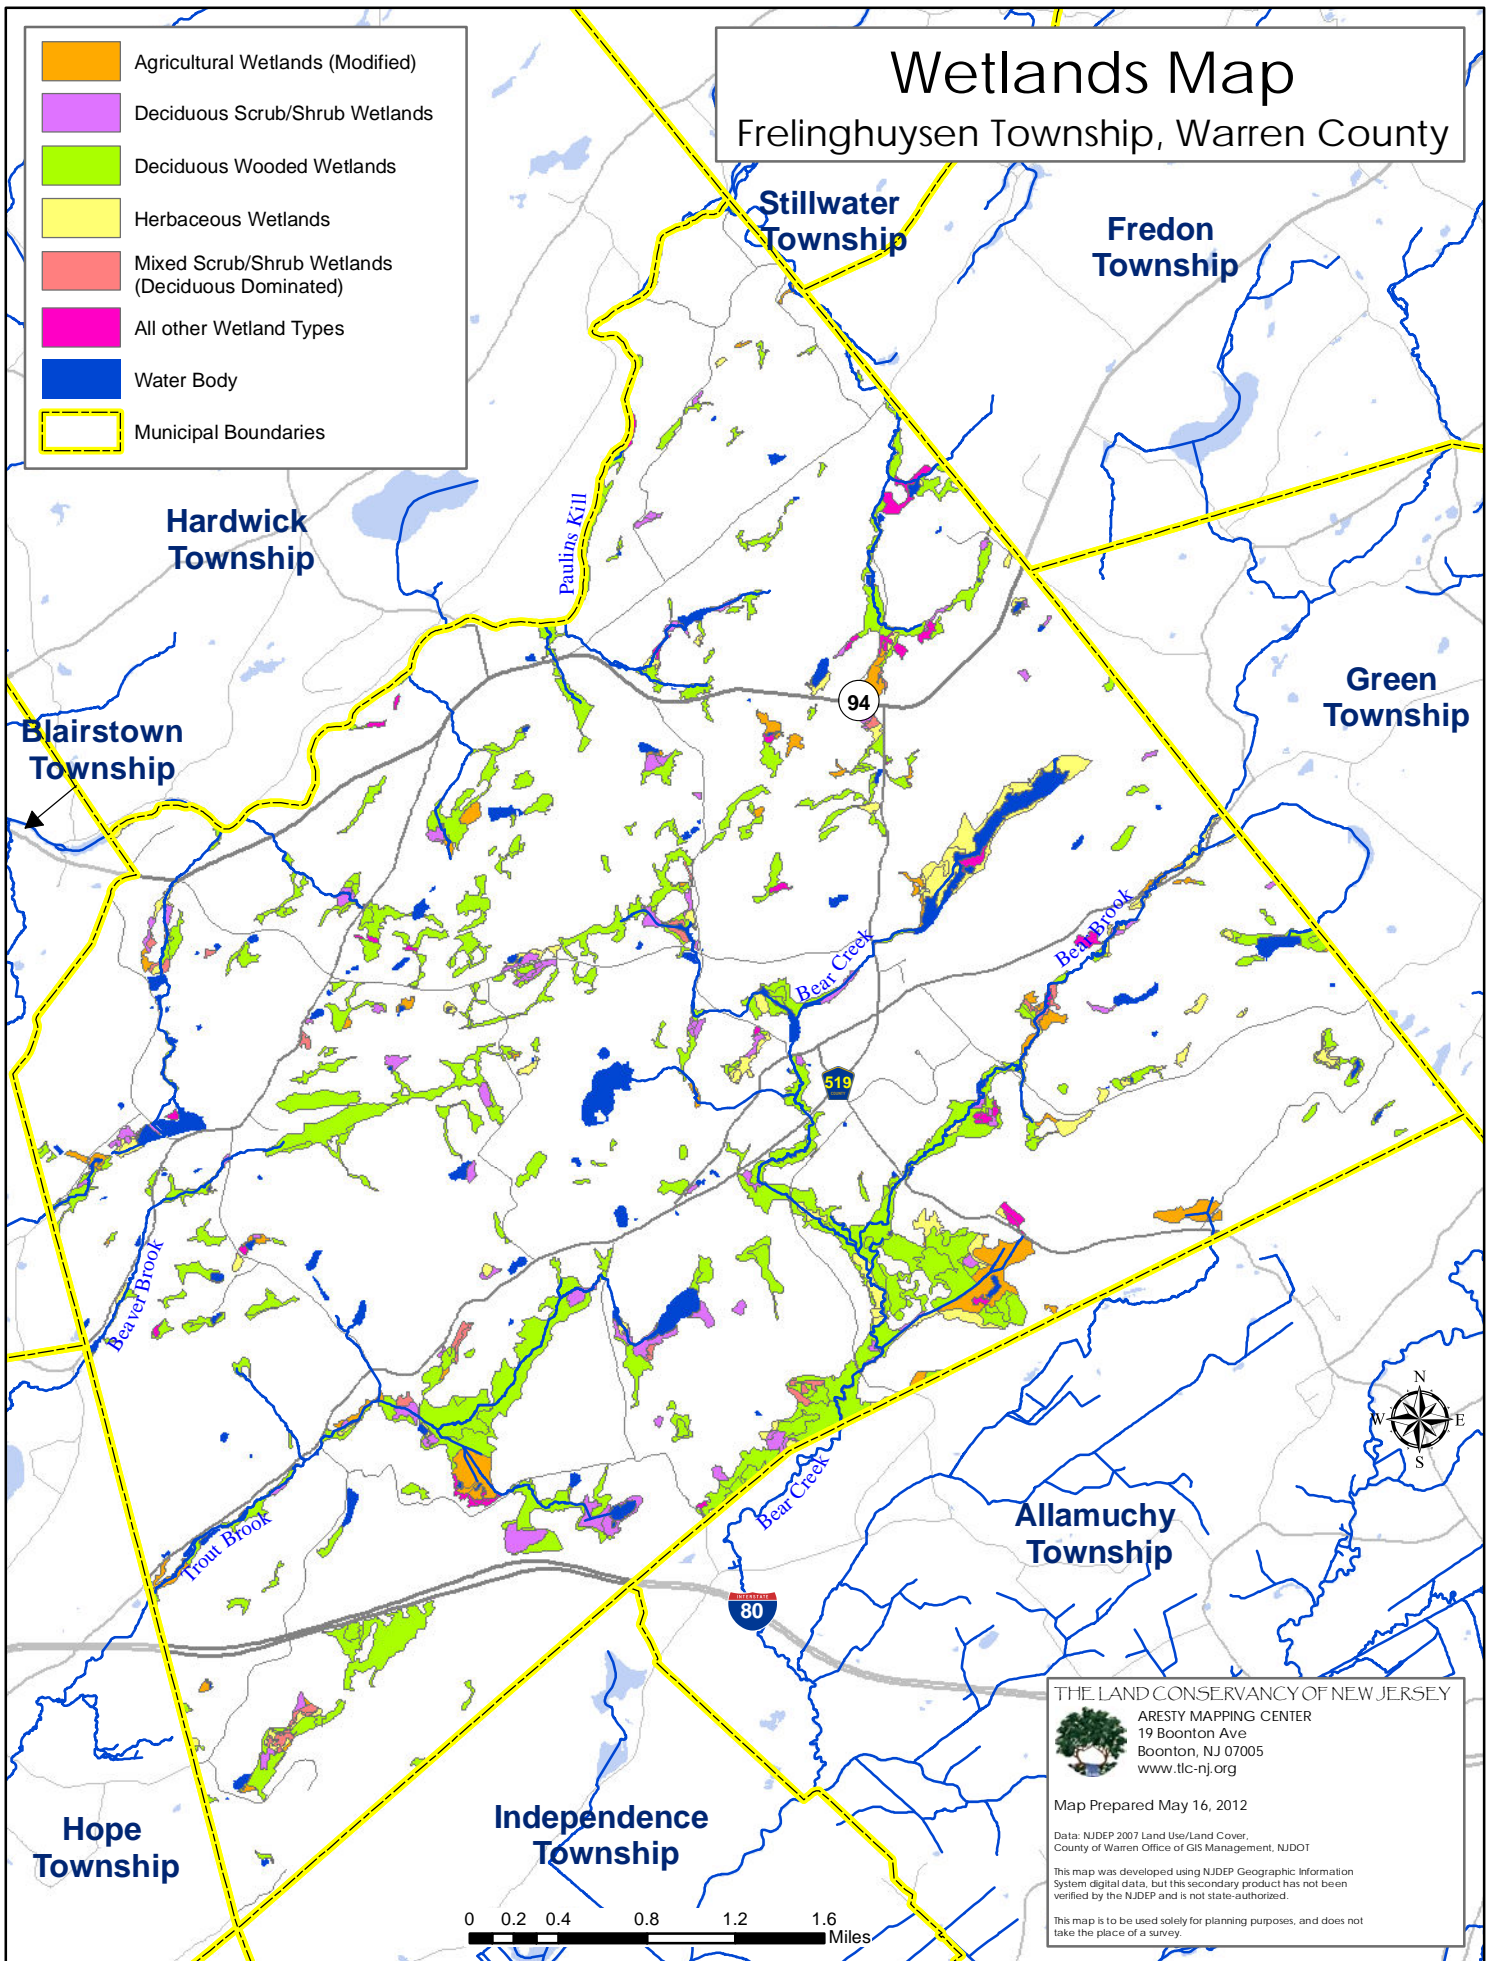 Wetlands Map
Frelinghuysen Township, Warren County
Agricultural Wetlands (Modified)
Deciduous Scrub/Shrub Wetlands
Deciduous Wooded Wetlands
Herbaceous Wetlands
Mixed Scrub/Shrub Wetlands
(Deciduous Dominated)
All other Wetland Types
Water Body
Municipal Boundaries
Stillwater
Township
Fredon
Township
Hardwick
Township
Paulins Kill
Green
Township
94
Blairstown
Township
Bear Brook
Bear Creek
519
COUNTY
Beaver Brook
N
W
E
S
Bear Creek
Trout Brook
Allamuchy
Township
INTERSTATE
80
Hope
Township
Independence
Township
0 0.2 0.4 0.8 1.2 1.6
Miles
THE LAND CONSERVANCY OF NEW JERSEY
ARESTY MAPPING CENTER
19 Boonton Ave
Boonton, NJ 07005
www.tlc-nj.org
Map Prepared May 16, 2012
Data: NJDEP 2007 Land Use/Land Cover,
County of Warren Office of GIS Management, NJDOT
This map was developed using NJDEP Geographic Information
System digital data, but this secondary product has not been
verified by the NJDEP and is not state-authorized.
This map is to be used solely for planning purposes, and does not
take the place of a survey.